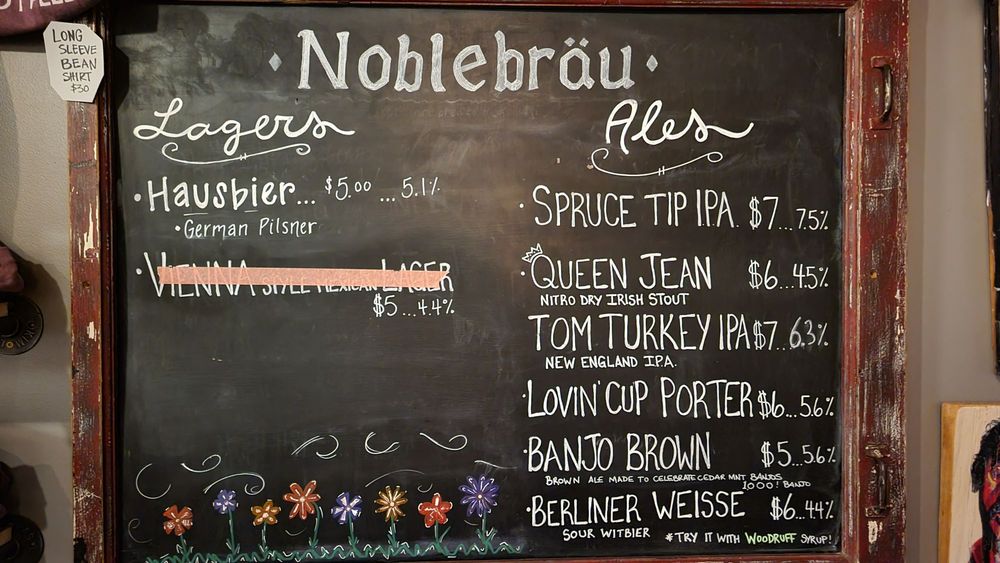 LONG
SLEEVE
BEAN
SHIRT
$30
Noblebräu
Lagers
Hausbier... $5.00 ...5.1%
German Pilsner
VIENNA STYLE MEXICAN LAGER
$5...4.4%
Ales
SPRUCE TIP I.P.A. $7...7.5%
QUEEN JEAN $6...4.5%
NITRO DRY IRISH STOUT
TOM TURKEY IPA $7...6.3%
NEW ENGLAND I.P.A.
LOVIN' CUP PORTER $6...5.6%
BANJO BROWN $5...5.6%
BROWN ALE MADE TO CELEBRATE CEDAR MNT BANJOS
1000! BANJO
BERLINER WEISSE $6...4.4%
SOUR WITBIER *TRY IT WITH WOODRUFF SYRUP!